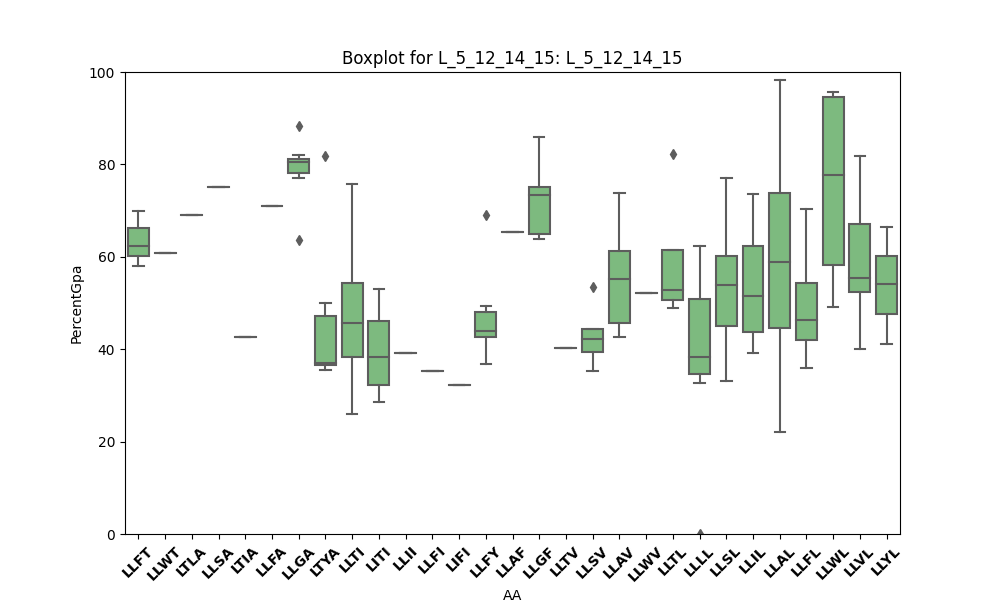 Boxplot for L_5_12_14_15: L_5_12_14_15
100
80
60
40
20
0
PercentGpa
LLFT
LLWT
LTLA
LLSA
LTIA
LLFA
LLGA
LTYA
LLTI
LITI
LLII
LLFI
LIFI
LLFY
LLAF
LLGF
LLTV
LLSV
LLAV
LLWV
LLTL
LLLL
LLSL
LLIL
LLAL
LLFL
LLWL
LLVL
LLYL
AA